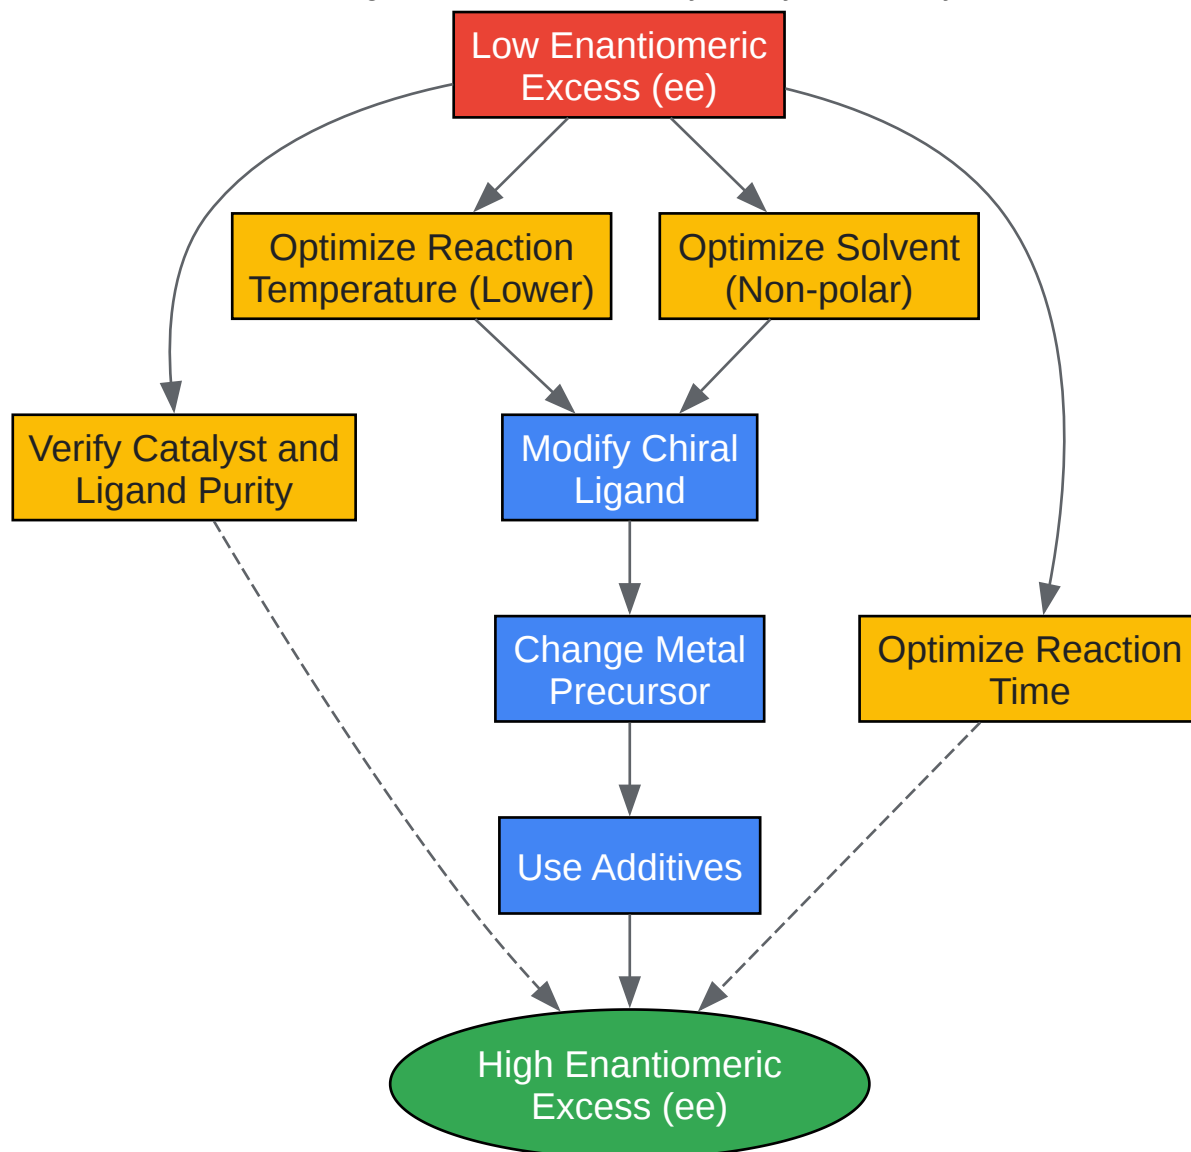 Low Enantiomeric
Excess (ee)
Optimize Reaction
Temperature (Lower)
Optimize Solvent
(Non-polar)
Verify Catalyst and
Ligand Purity
Modify Chiral
Ligand
Change Metal
Precursor
Optimize Reaction
Time
Use Additives
High Enantiomeric
Excess (ee)